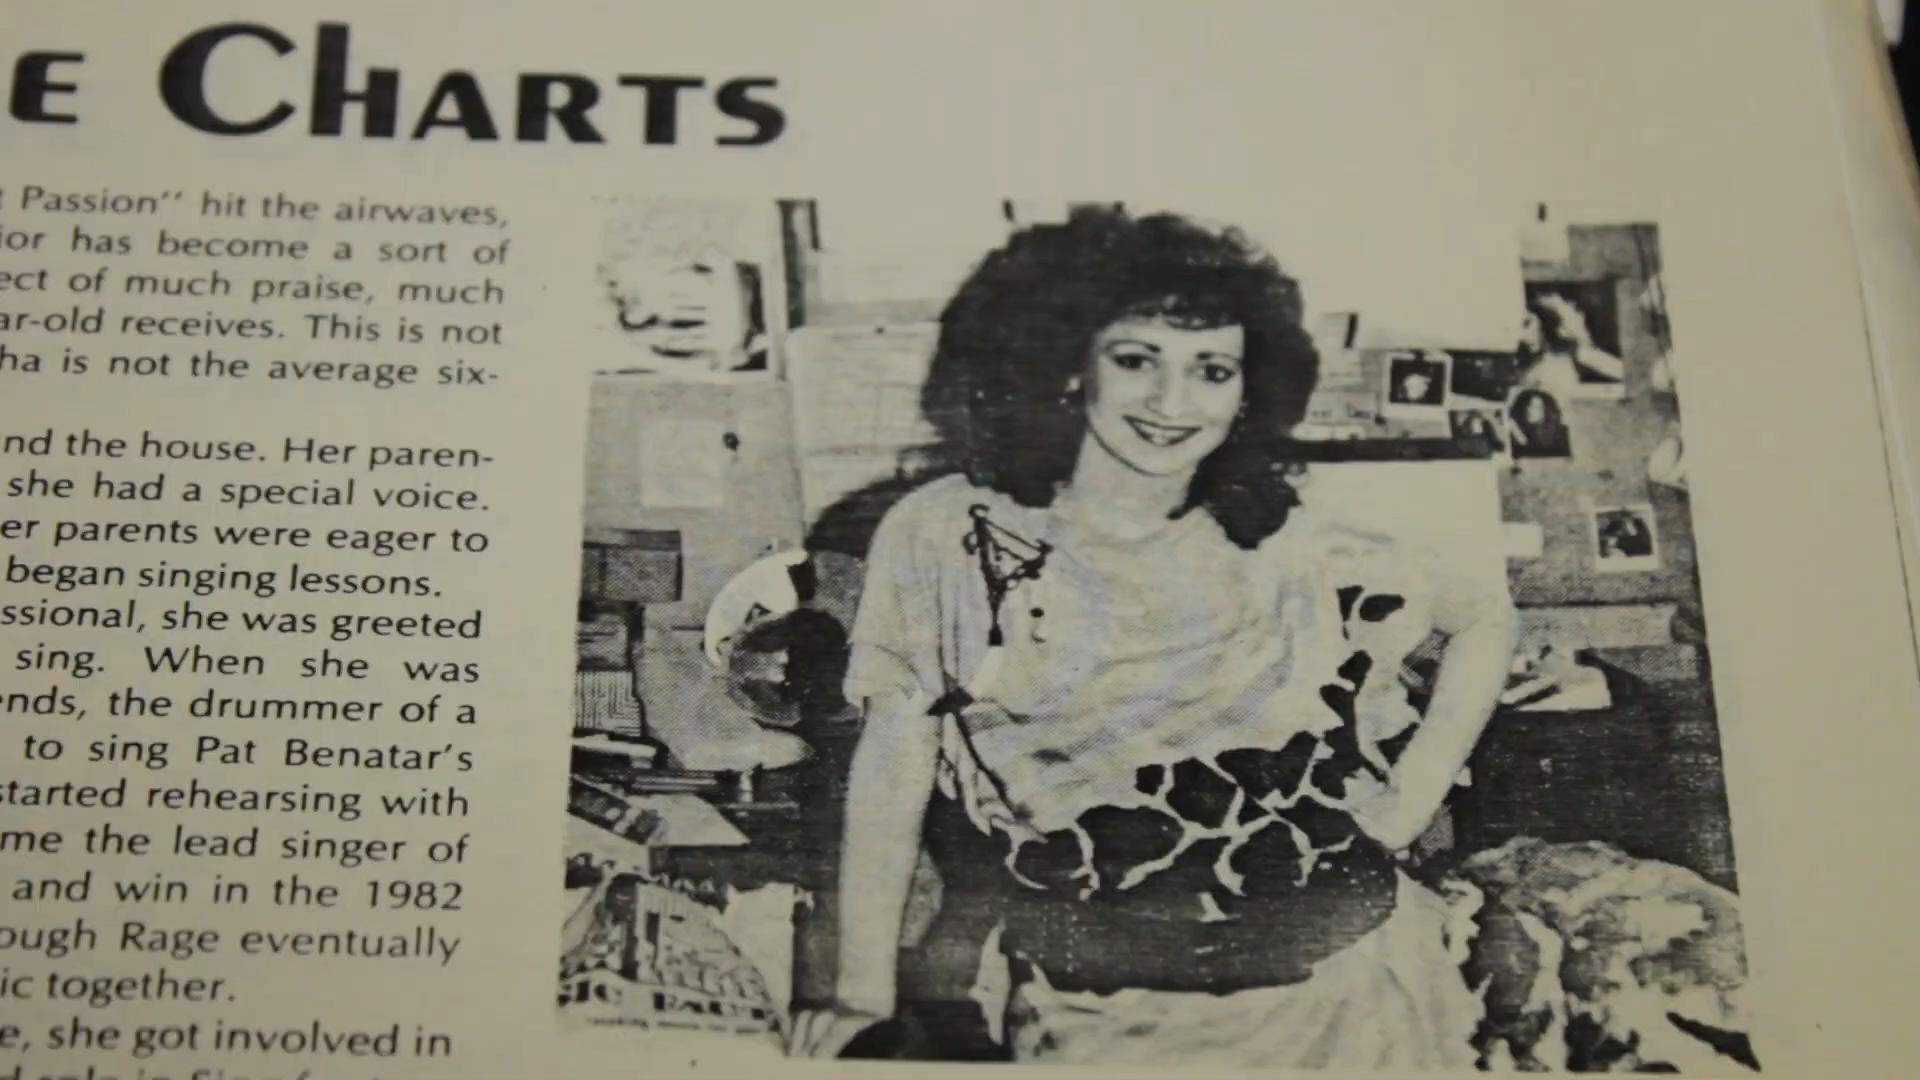 E CHARTS
Passion" hit the airwaves,
ior has become a sort of
ect of much praise, much
ar-old receives. This is not
ha is not the average six-
nd the house. Her paren-
she had a special voice.
er parents were eager to
began singing lessons.
ssional, she was greeted
sing. When she was
ends, the drummer of a
to sing Pat Benatar's
started rehearsing with
me the lead singer of
and win in the 1982
ough Rage eventually
ic together.
e, she got involved in